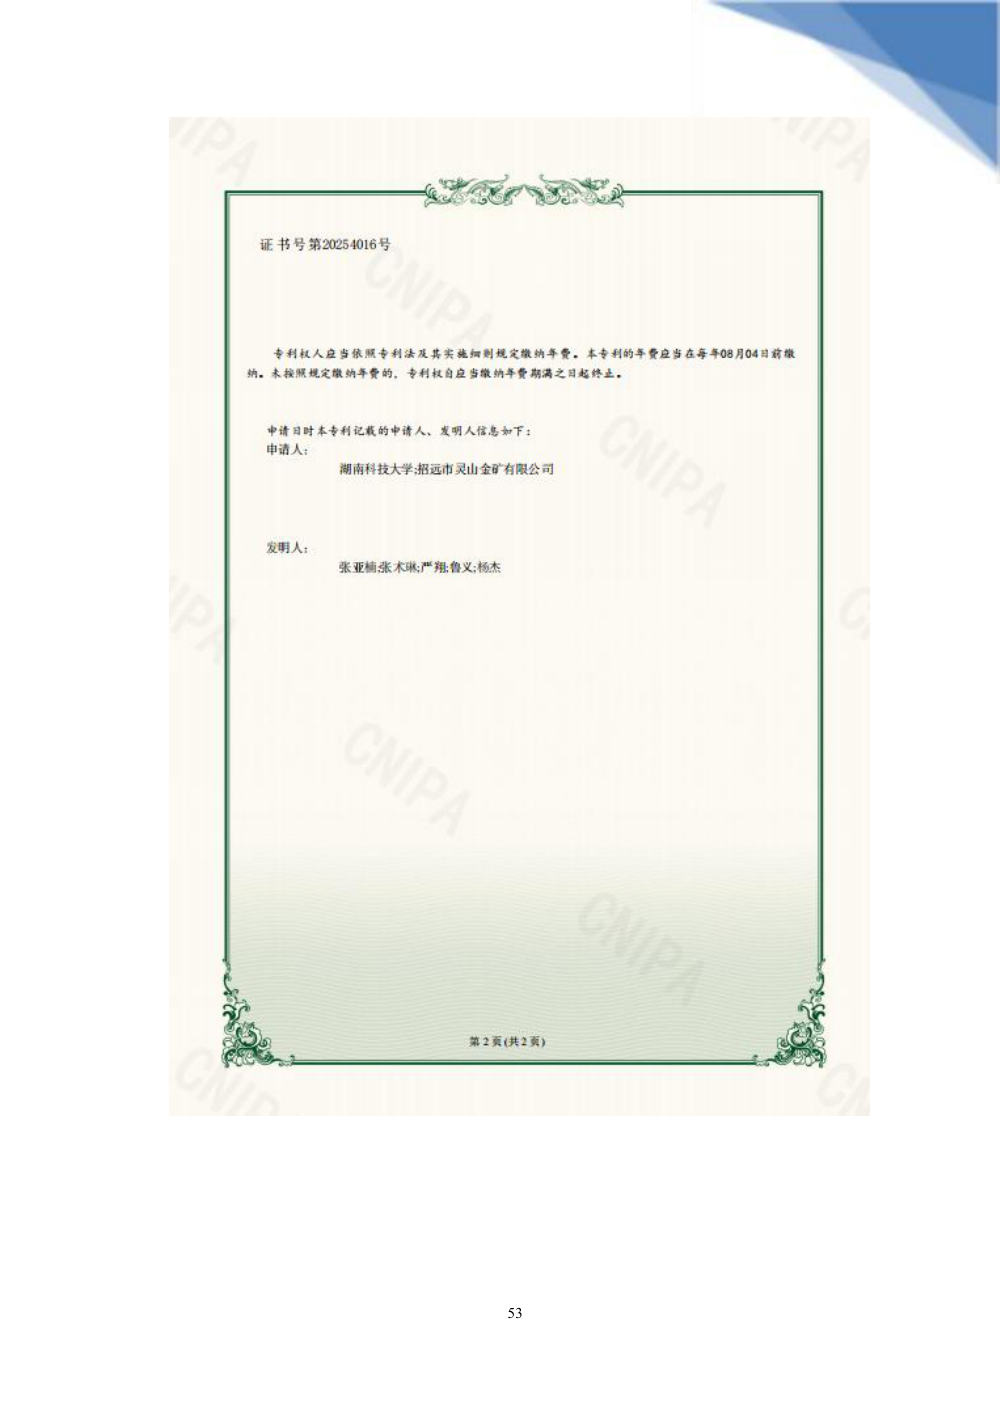 证书号第20254016号
专利权人应当依照专利法及其实施细则规定缴纳年费。本专利的年费应当在每年08月04日前缴
纳。未按照规定缴纳年费的，专利权自应当缴纳年费期满之日起终止。
申请日时本专利记载的申请人、发明人信息如下：
申请人：
湖南科技大学;招远市灵山金矿有限公司
发明人：
张亚楠;张术琳;严翔;鲁义;杨杰
第2页(共2页)
53
CNIPA
CNIPA
CNIPA
CNIPA